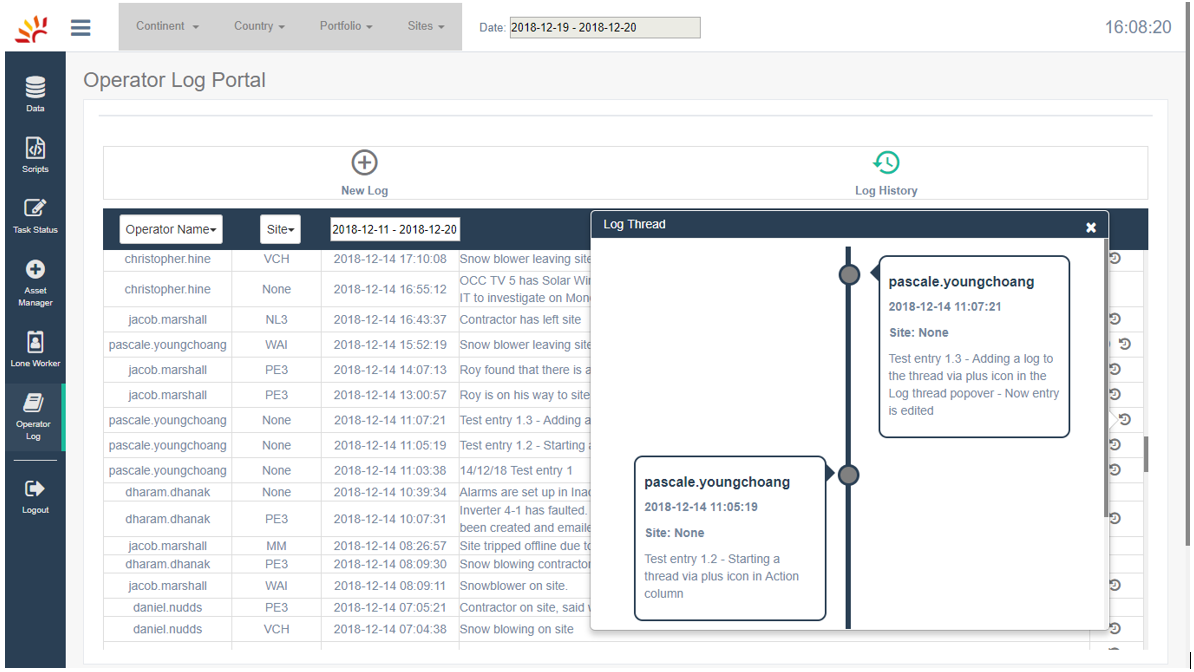 Continent Country Portfolio Sites Date: 2018-12-19 - 2018-12-20 16:08:20
Data
Scripts
Task Status
Asset
Manager
Lone Worker
Operator
Log
Logout
Operator Log Portal
New Log Log History
Operator Name Site 2018-12-11 - 2018-12-20
christopher.hine VCH 2018-12-14 17:10:08 Snow blower leaving site
christopher.hine None 2018-12-14 16:55:12 OCC TV 5 has Solar
IT to investigate on
jacob.marshall NL3 2018-12-14 16:43:37 Contractor has left site
pascale.youngchoang WAI 2018-12-14 15:52:19 Snow blower leaving site
jacob.marshall PE3 2018-12-14 14:07:13 Roy found that there is
jacob.marshall PE3 2018-12-14 13:00:57 Roy is on his way to site
pascale.youngchoang None 2018-12-14 11:07:21 Test entry 1.3 - Adding a
pascale.youngchoang None 2018-12-14 11:05:19 Test entry 1.2 - Starting
pascale.youngchoang None 2018-12-14 11:03:38 14/12/18 Test entry 1
dharam.dhanak None 2018-12-14 10:39:34 Alarms are set up in
dharam.dhanak PE3 2018-12-14 10:07:31 Inverter 4-1 has faulted.
been created and emaile
jacob.marshall MM 2018-12-14 08:26:57 Site tripped offline due to
dharam.dhanak PE3 2018-12-14 08:09:30 Snow blowing contractor
jacob.marshall WAI 2018-12-14 08:09:11 Snowblower on site.
daniel.nudds PE3 2018-12-14 07:05:21 Contractor on site, said
daniel.nudds VCH 2018-12-14 07:04:38 Snow blowing on site
Log Thread
pascale.youngchoang
2018-12-14 11:07:21
Site: None
Test entry 1.3 - Adding a log to
the thread via plus icon in the
Log thread popover - Now entry
is edited
pascale.youngchoang
2018-12-14 11:05:19
Site: None
Test entry 1.2 - Starting a
thread via plus icon in Action
column